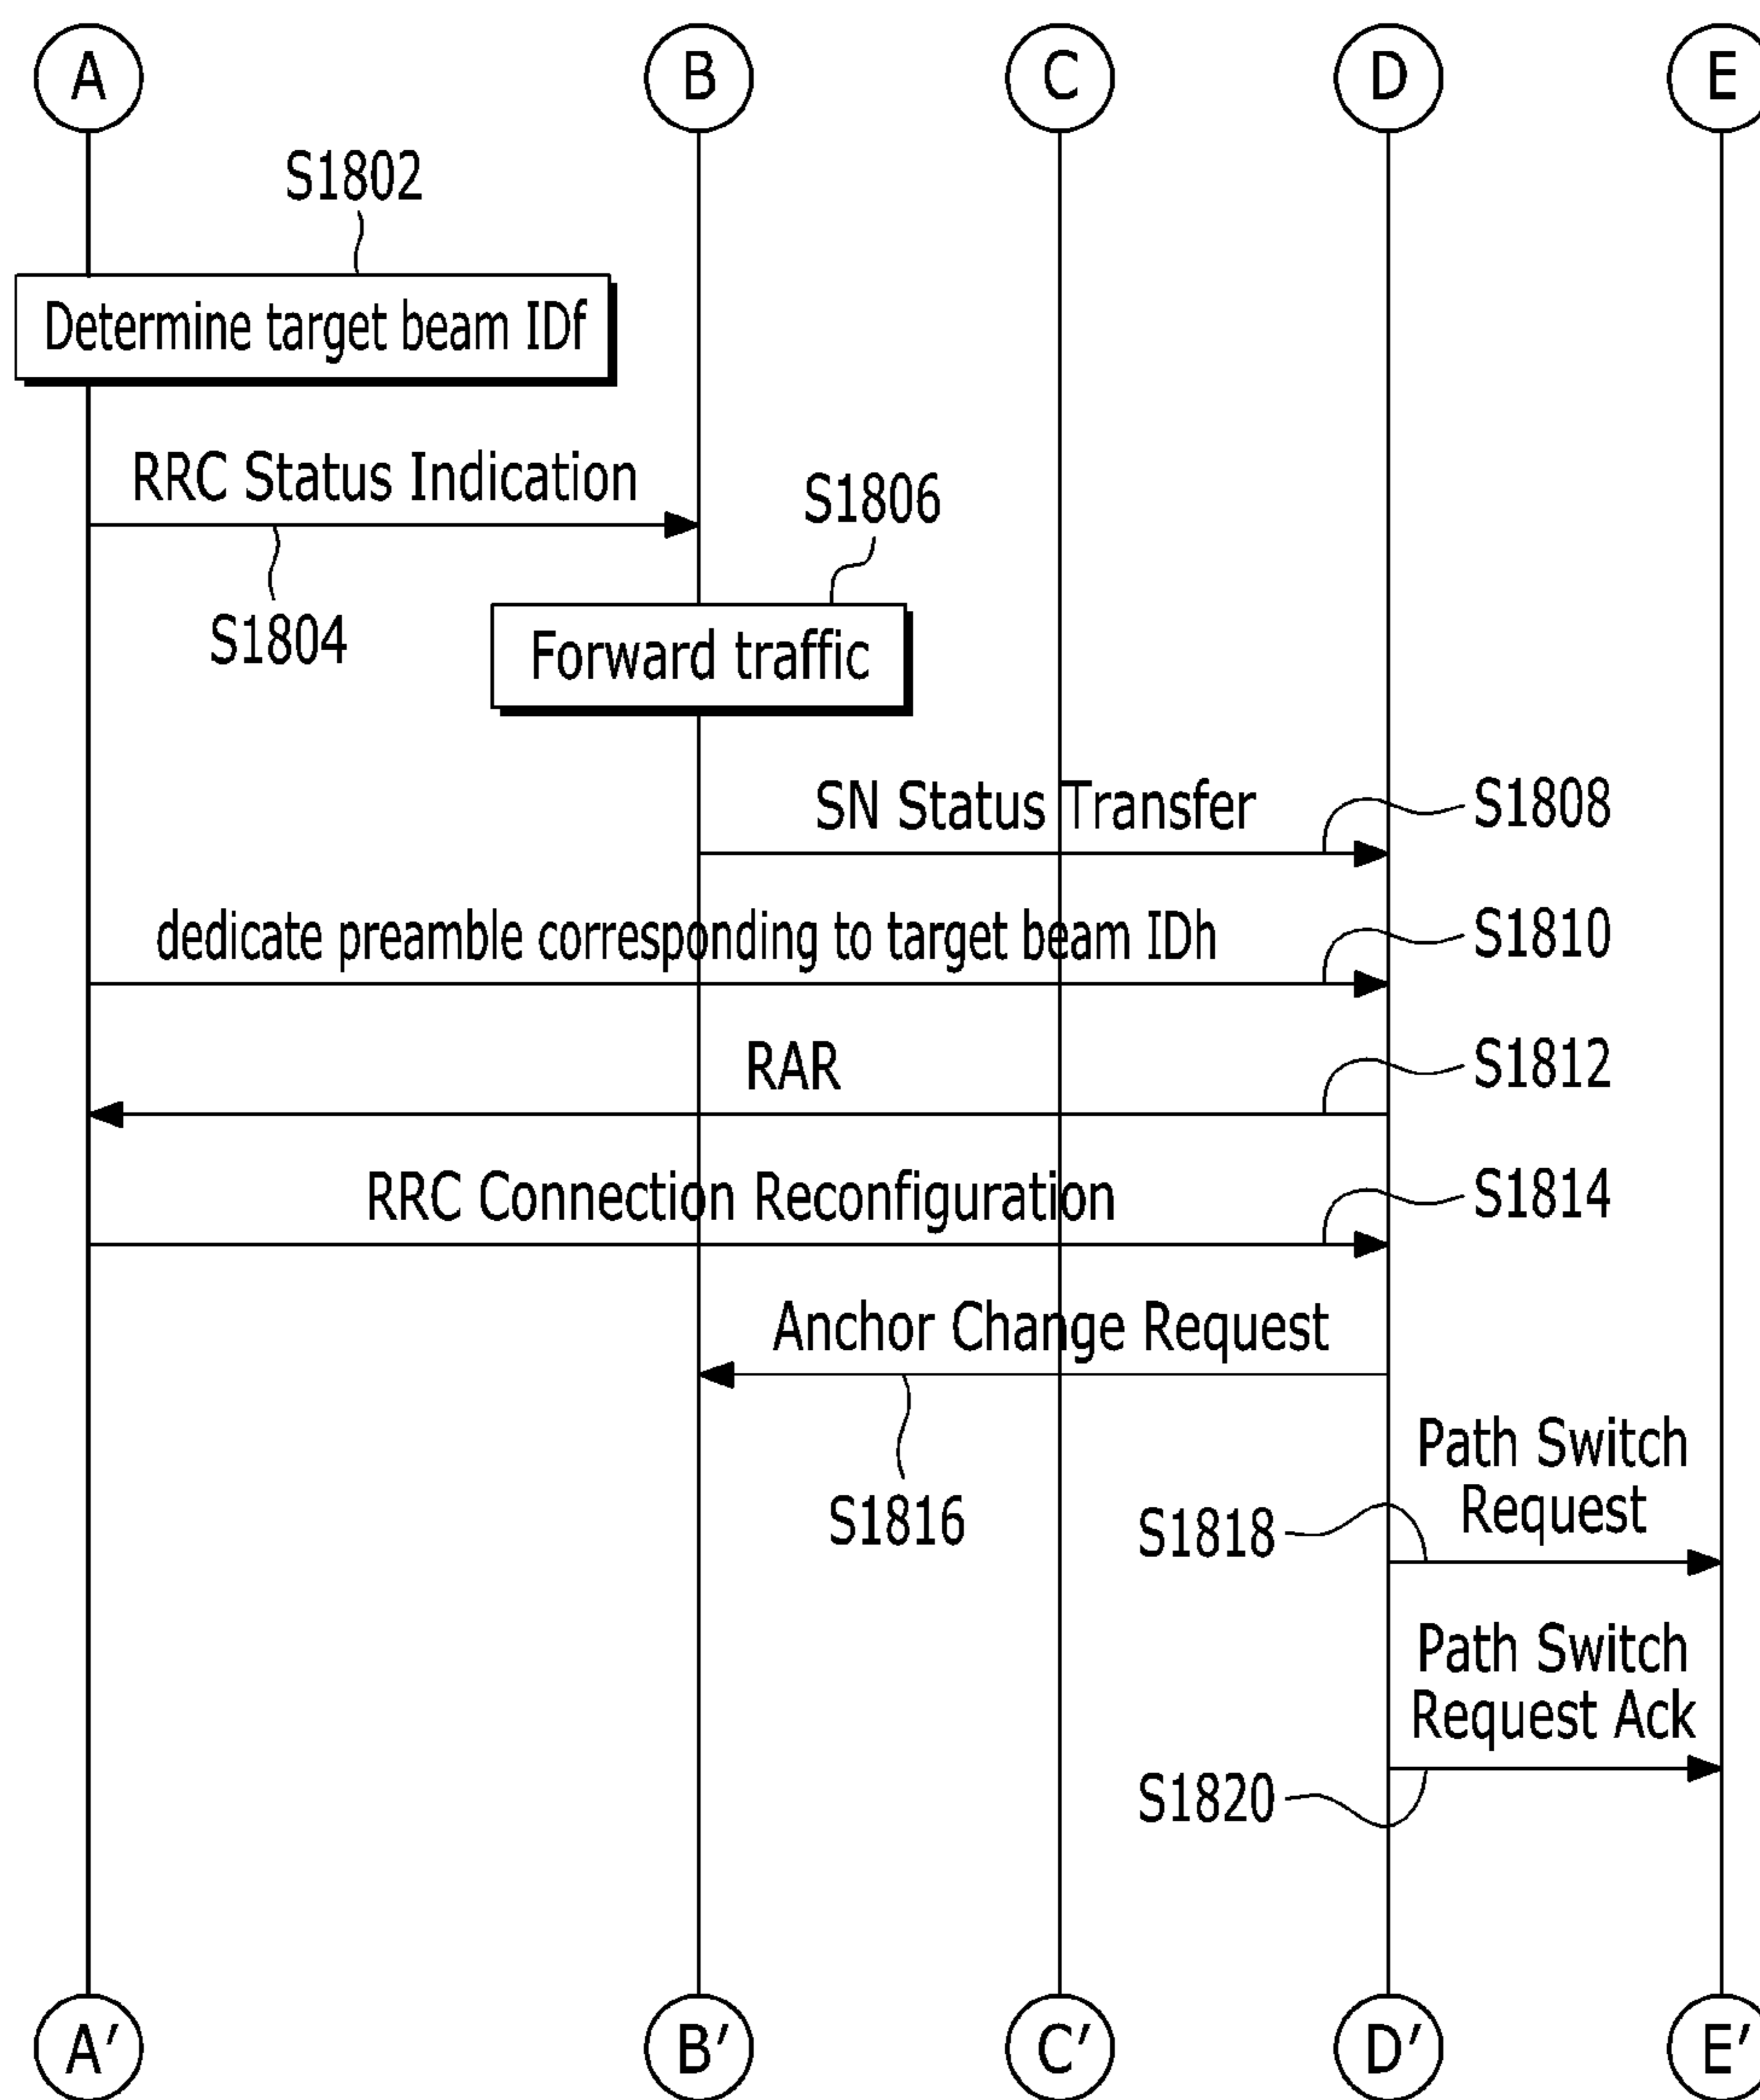 A
B
C
D
E
S1802
Determine target beam IDf
RRC Status Indication
S1804
S1806
Forward traffic
SN Status Transfer
S1808
dedicate preamble corresponding to target beam IDh
S1810
RAR
S1812
RRC Connection Reconfiguration
S1814
Anchor Change Request
S1816
Path Switch
Request
S1818
Path Switch
Request Ack
S1820
A'
B'
C'
D'
E'